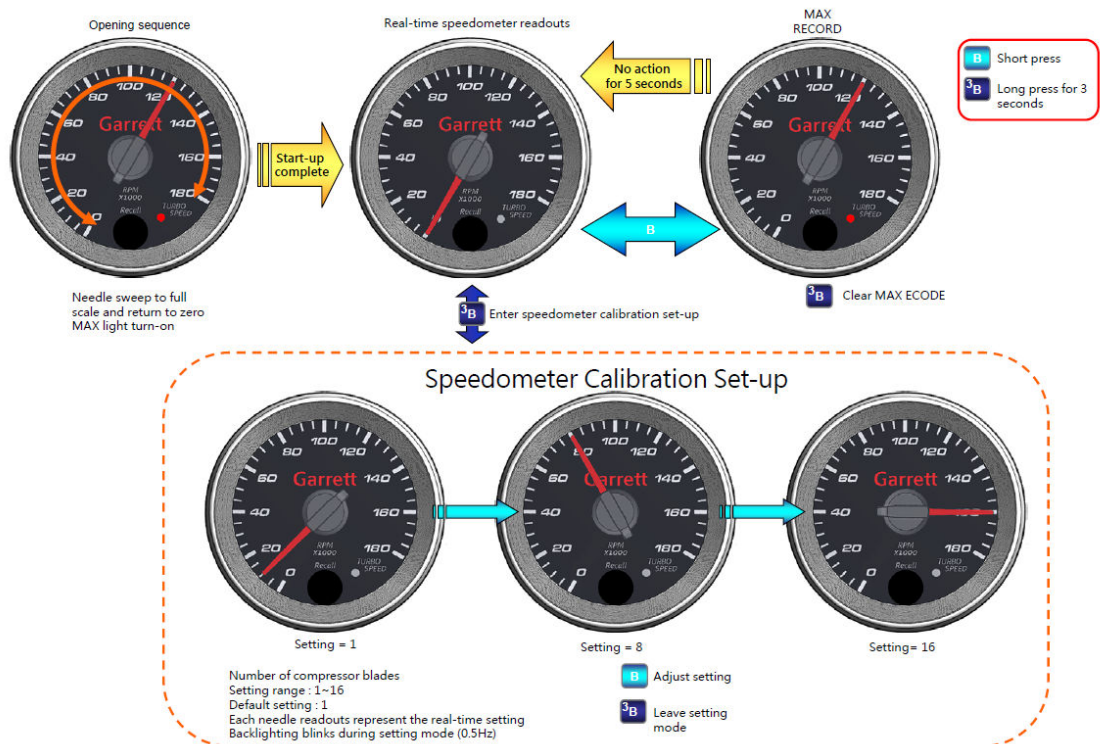 Opening sequence
Real-time speedometer readouts
MAX
RECORD
0
20
40
60
80
100
120
140
160
180
Garrett
RPM
X1000
Recall
TURBO
SPEED
Start-up
complete
0
20
40
60
80
100
120
140
160
180
Garrett
RPM
X1000
Recall
TURBO
SPEED
No action
for 5 seconds
B
0
20
40
60
80
100
120
140
160
180
Garrett
RPM
X1000
Recall
TURBO
SPEED
B Short press
3B Long press for 3
seconds
Needle sweep to full
scale and return to zero
MAX light turn-on
3B Enter speedometer calibration set-up
3B Clear MAX ECODE
Speedometer Calibration Set-up
0
20
40
60
80
100
120
140
160
180
Garrett
RPM
X1000
Recall
TURBO
SPEED
0
20
40
60
80
100
120
140
160
180
Garrett
RPM
X1000
Recall
TURBO
SPEED
0
20
40
60
80
100
120
140
160
180
Garrett
RPM
X1000
Recall
TURBO
SPEED
Setting = 1
Setting = 8
Setting= 16
Number of compressor blades
Setting range : 1~16
Default setting : 1
Each needle readouts represent the real-time setting
Backlighting blinks during setting mode (0.5Hz)
B Adjust setting
3B Leave setting
mode